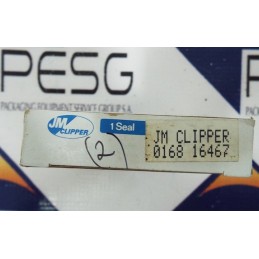 PESG
PACKAGING EQUIPMENT SERVICE GROUP S.A.
JM
CLIPPER
1 Seal
2
JM CLIPPER
0168 16467